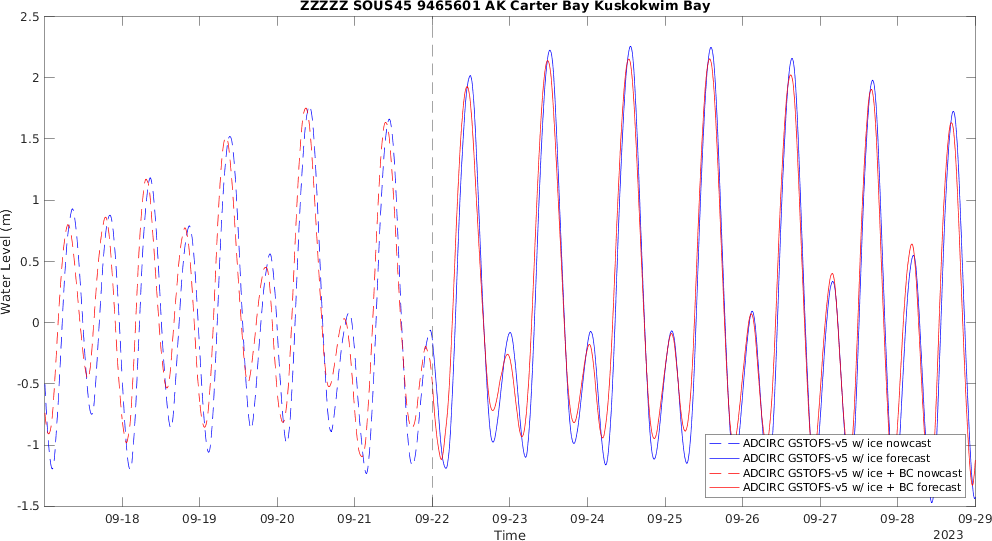 ZZZZZ SOUS45 9465601 AK Carter Bay Kuskokwim Bay
2.5
2
1.5
1
0.5
0
-0.5
-1
-1.5
Water Level (m)
ADCIRC GSTOFS-v5 w/ ice nowcast
ADCIRC GSTOFS-v5 w/ ice forecast
ADCIRC GSTOFS-v5 w/ ice + BC nowcast
ADCIRC GSTOFS-v5 w/ ice + BC forecast
09-18 09-19 09-20 09-21 09-22 09-23 09-24 09-25 09-26 09-27 09-28 09-29
Time
2023